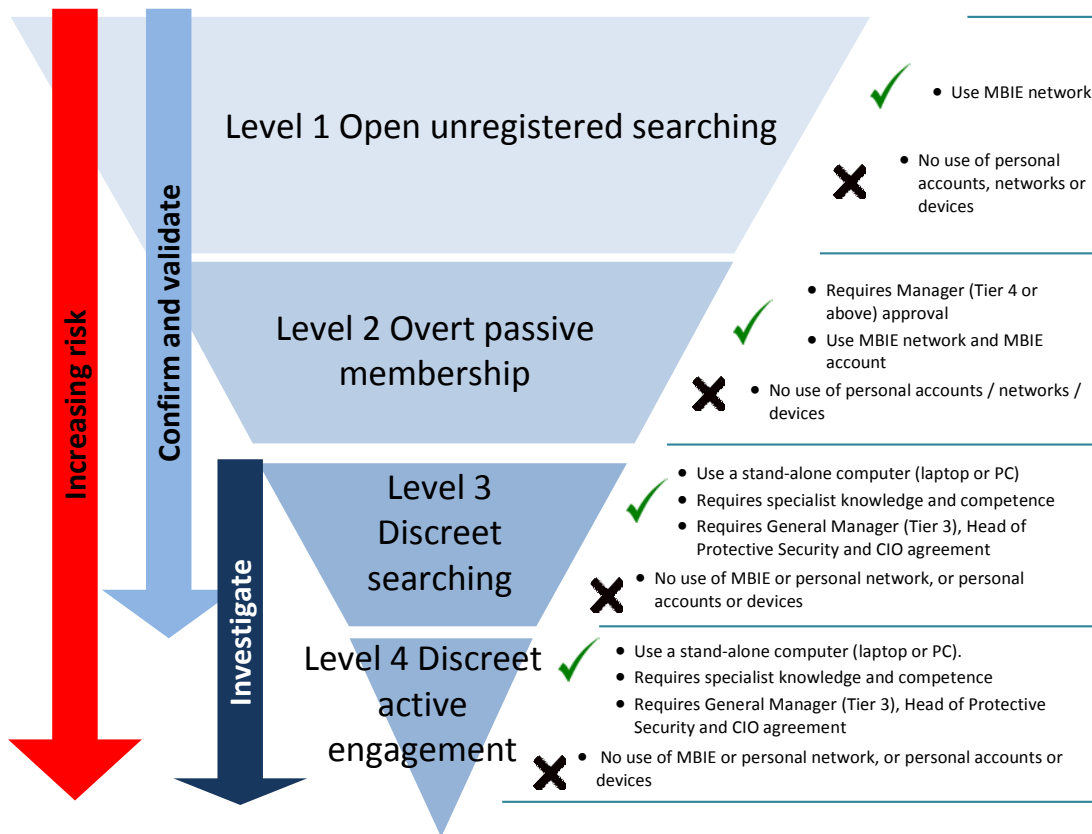 Increasing risk
Confirm and validate
Investigate
Level 1 Open unregistered searching
• Use MBIE network
• No use of personal
accounts, networks or
devices
Level 2 Overt passive
membership
• Requires Manager (Tier 4 or
above) approval
• Use MBIE network and MBIE
account
• No use of personal accounts / networks /
devices
Level 3
Discreet
searching
• Use a stand-alone computer (laptop or PC)
• Requires specialist knowledge and competence
• Requires General Manager (Tier 3), Head of
Protective Security and CIO agreement
• No use of MBIE or personal network, or personal
accounts or devices
Level 4 Discreet
active
engagement
• Use a stand-alone computer (laptop or PC).
• Requires specialist knowledge and competence
• Requires General Manager (Tier 3), Head of Protective
Security and CIO agreement
• No use of MBIE or personal network, or personal accounts or
devices